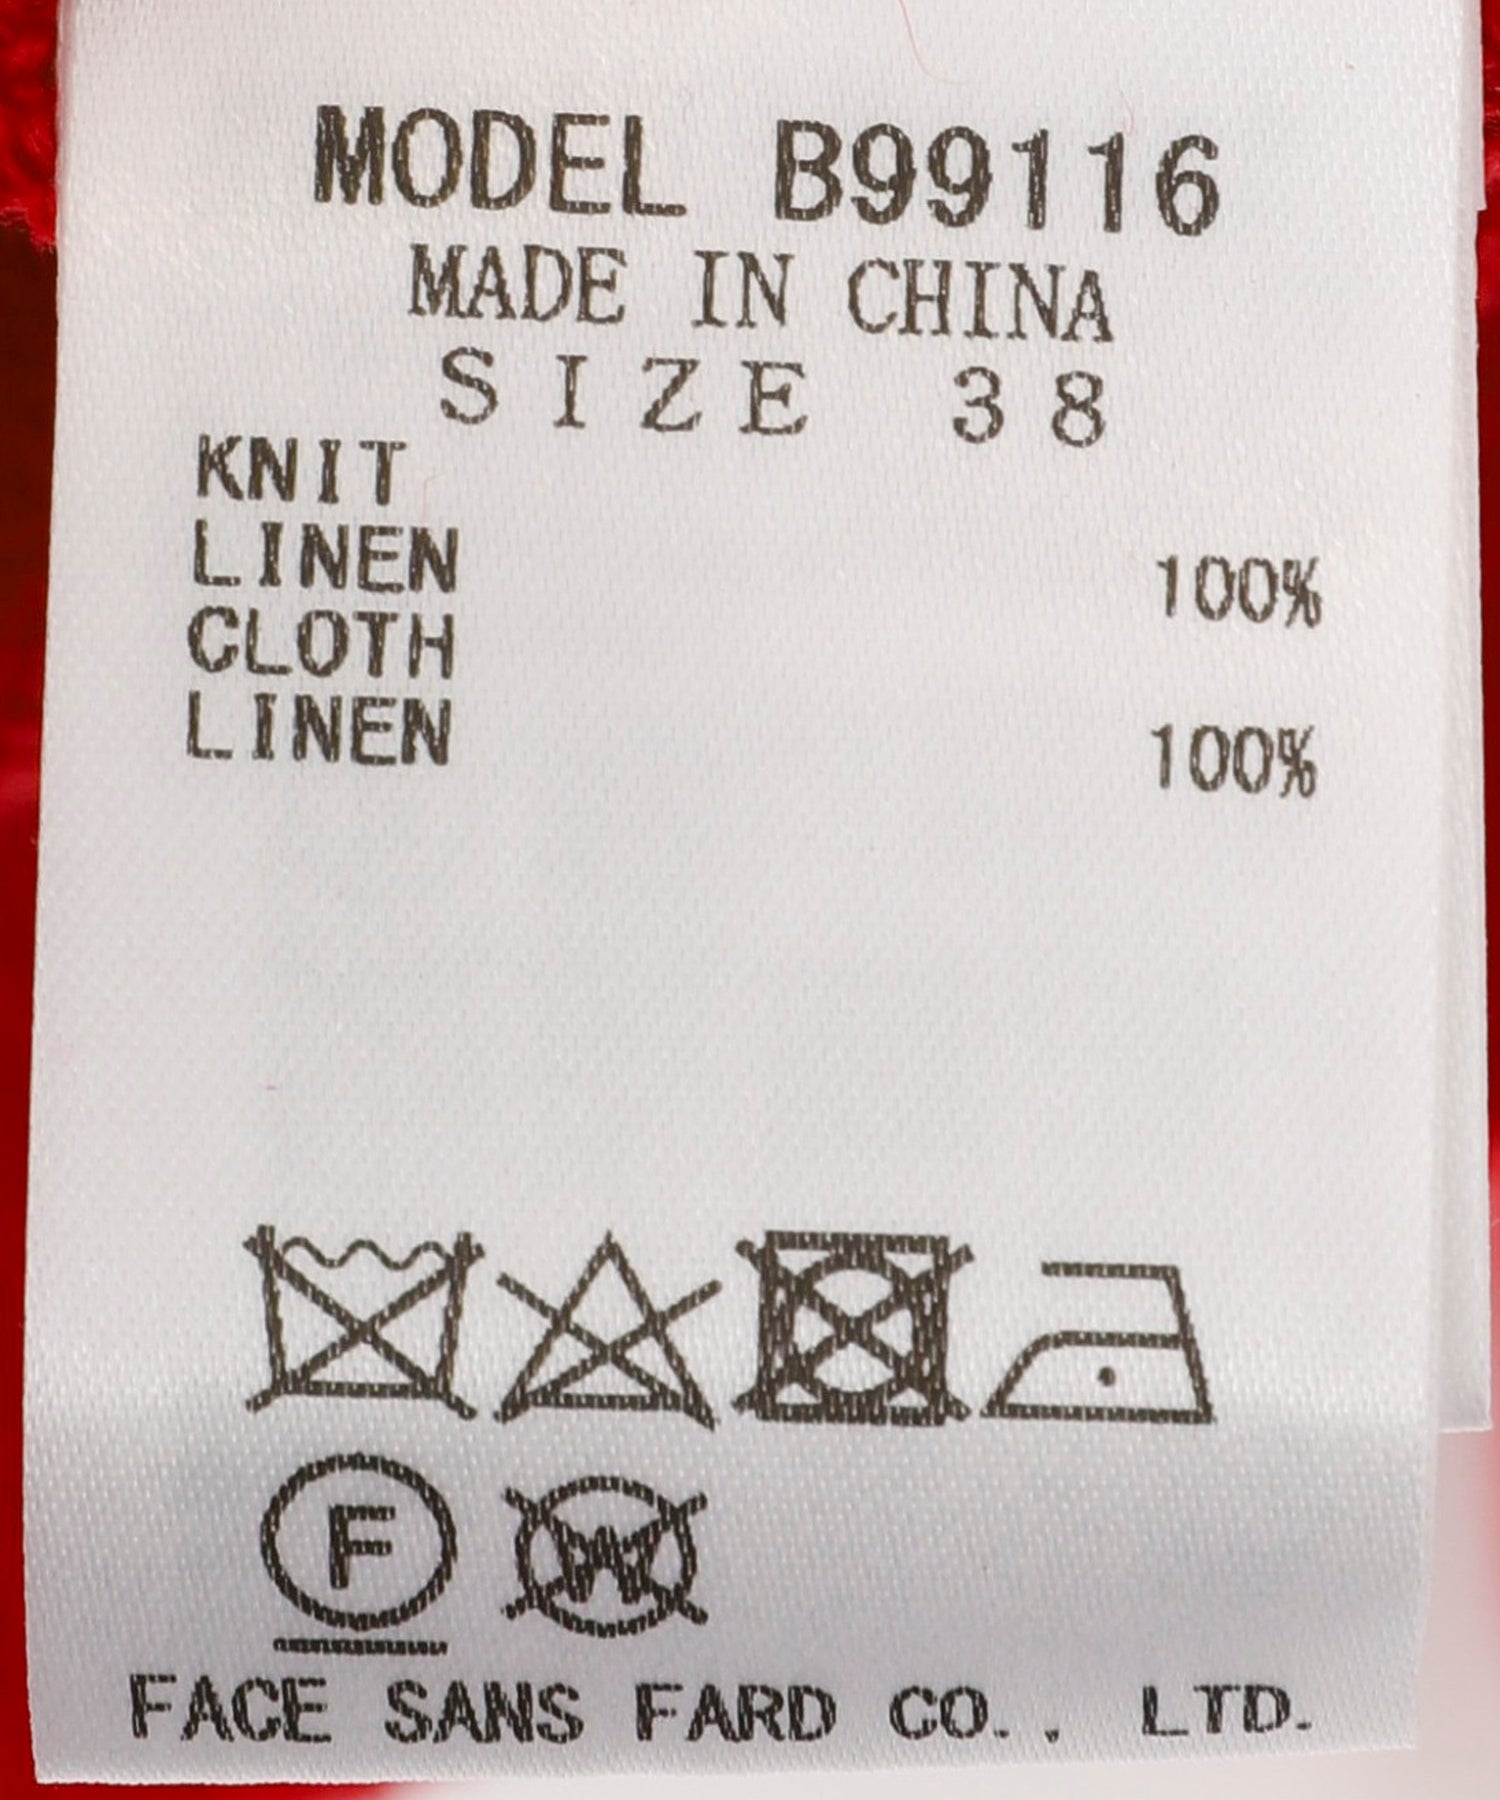 MODEL B99116
MADE IN CHINA
SIZE 38
KNIT
LINEN 100%
CLOTH
LINEN 100%
F
W
FACE SANS FARD CO., LTD.